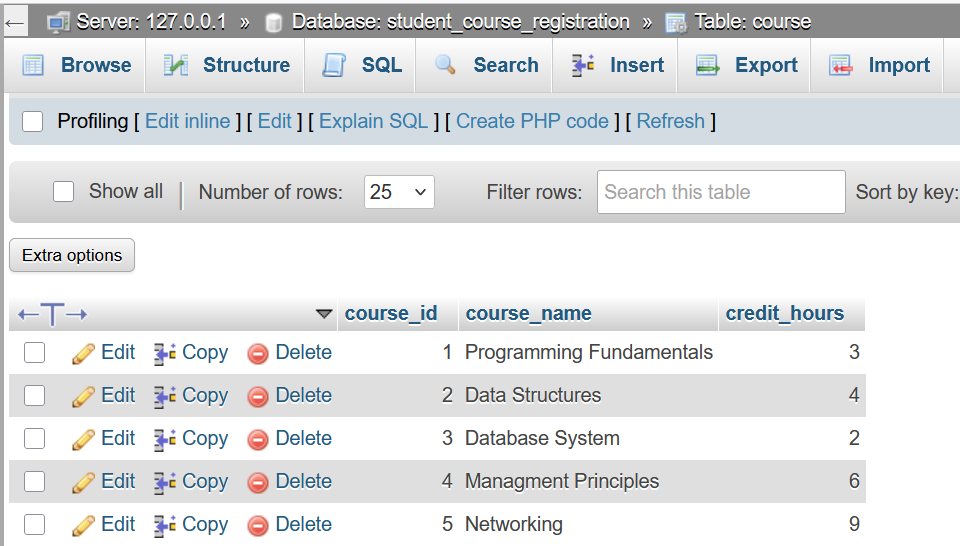 Server: 127.0.0.1 » Database: student_course_registration » Table: course
Browse Structure SQL Search Insert Export Import
Profiling [ Edit inline ] [ Edit ] [ Explain SQL ] [ Create PHP code ] [ Refresh ]
Show all Number of rows: 25 Filter rows: Search this table Sort by key:
Extra options
course_id course_name credit_hours
Edit Copy Delete 1 Programming Fundamentals 3
Edit Copy Delete 2 Data Structures 4
Edit Copy Delete 3 Database System 2
Edit Copy Delete 4 Managment Principles 6
Edit Copy Delete 5 Networking 9